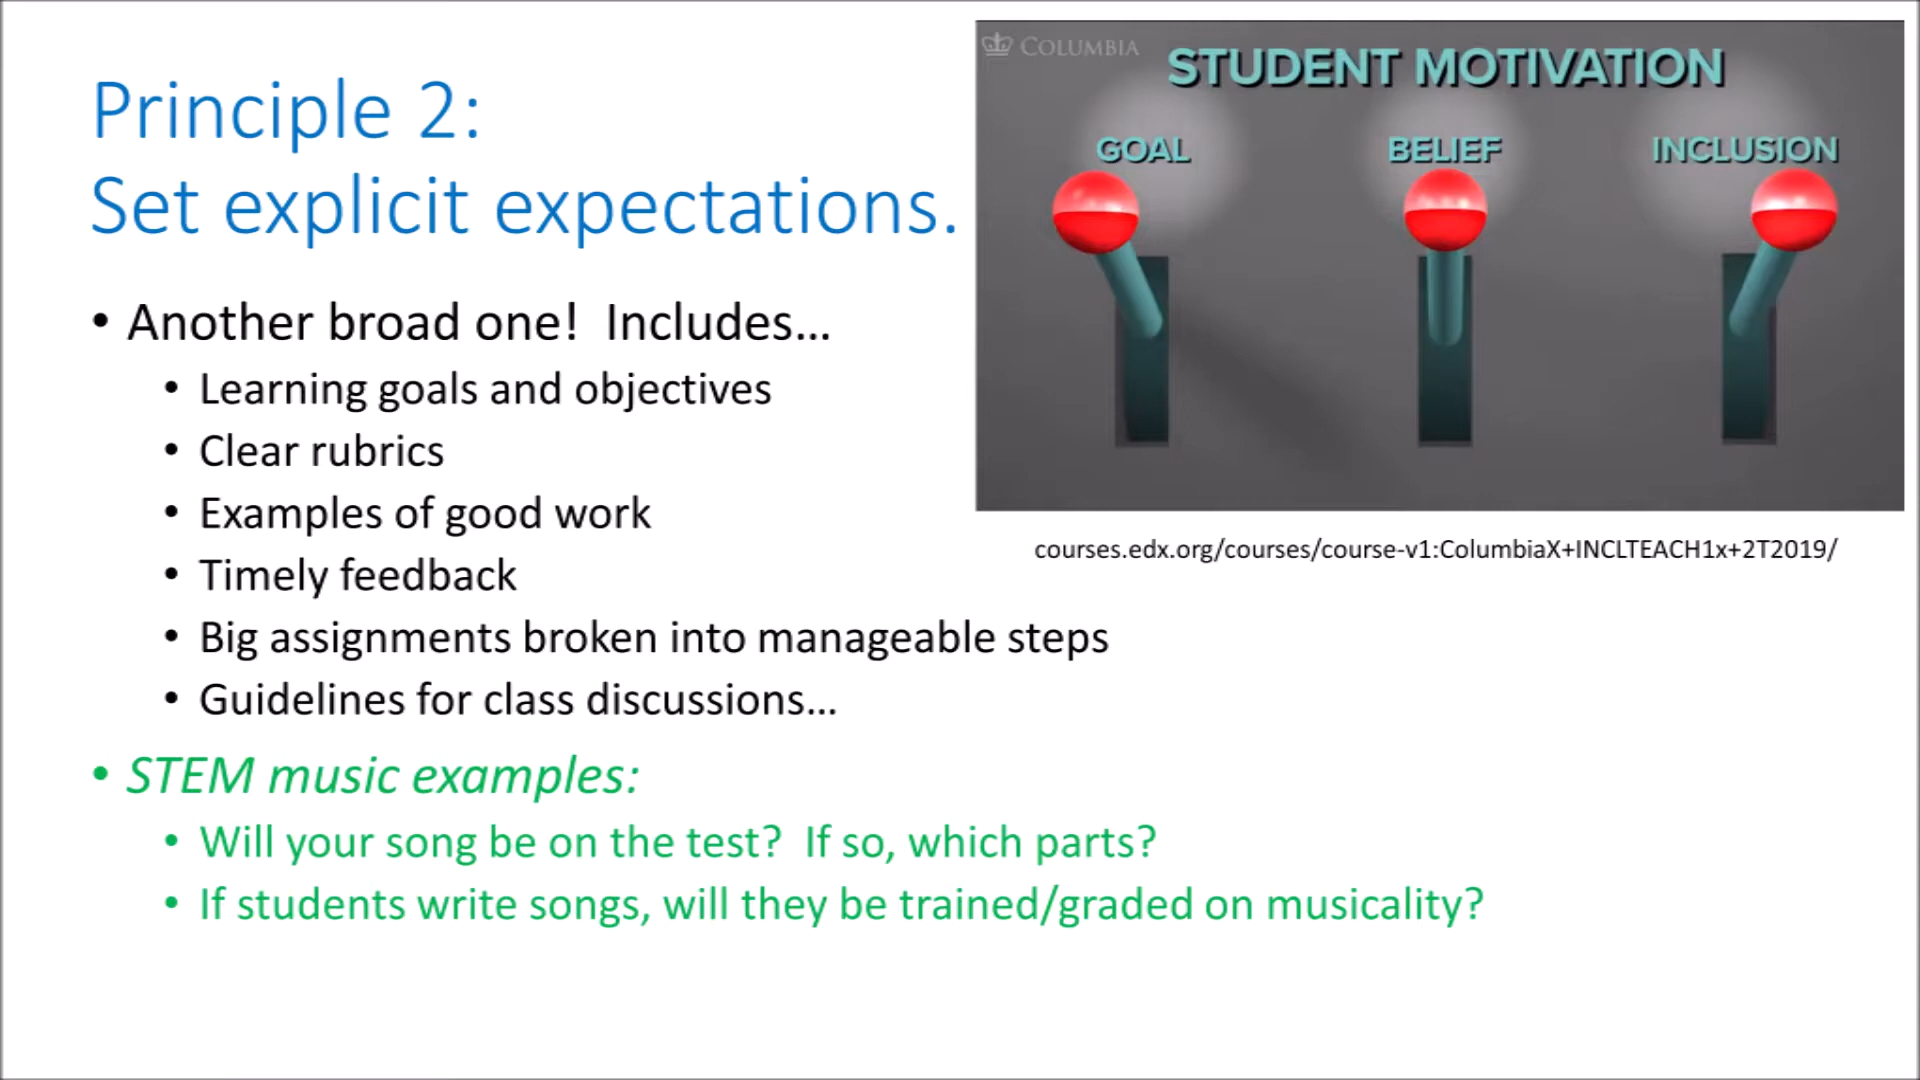 Principle 2:
Set explicit expectations.
• Another broad one!  Includes…
• Learning goals and objectives
• Clear rubrics
• Examples of good work
• Timely feedback
• Big assignments broken into manageable steps
• Guidelines for class discussions…
• STEM music examples:
• Will your song be on the test?  If so, which parts?
• If students write songs, will they be trained/graded on musicality?
COLUMBIA
STUDENT MOTIVATION
GOAL BELIEF INCLUSION
courses.edx.org/courses/course-v1:ColumbiaX+INCLTEACH1x+2T2019/